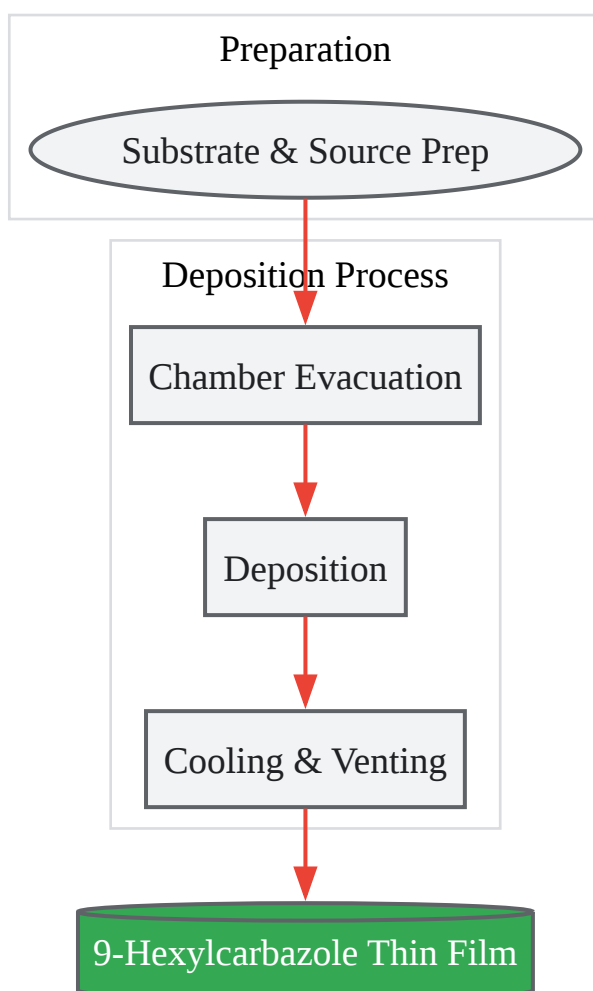 Preparation
Substrate & Source Prep
Deposition Process
Chamber Evacuation
Deposition
Cooling & Venting
9-Hexylcarbazole Thin Film